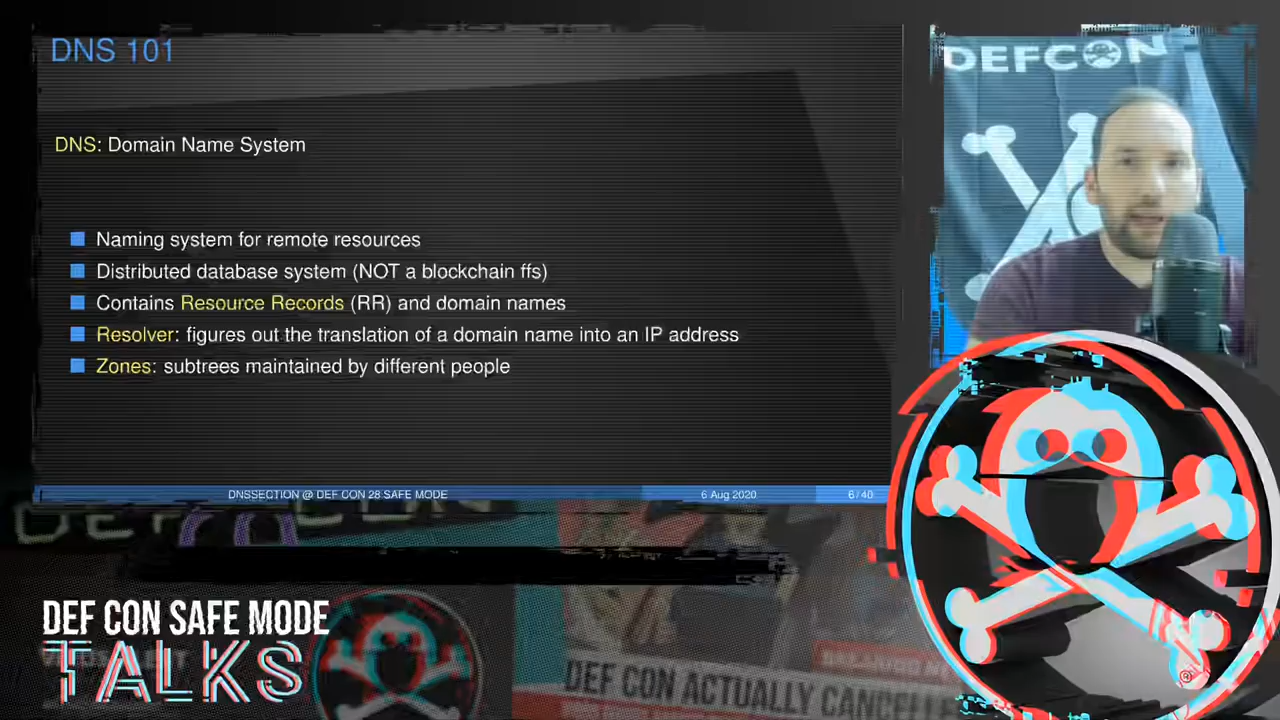 DNS 101
DNS: Domain Name System
Naming system for remote resources
Distributed database system (NOT a blockchain ffs)
Contains Resource Records (RR) and domain names
Resolver: figures out the translation of a domain name into an IP address
Zones: subtrees maintained by different people
DNSSECTION @ DEF CON 28 SAFE MODE
6 Aug 2020
6/40
DEFCON
DEF CON SAFE MODE
TALKS
DEF CON ACTUALLY CANCELLE
®